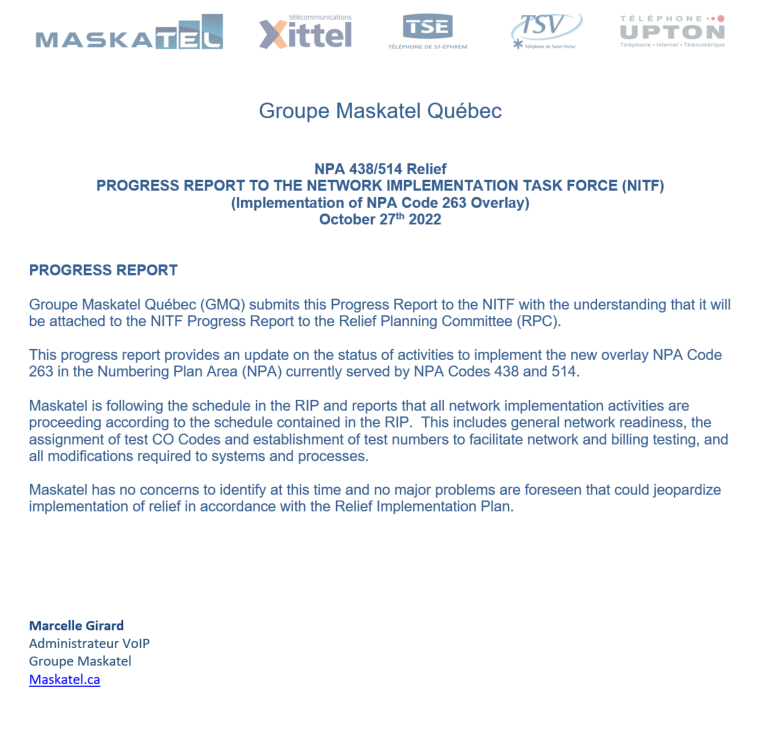 MASKATEL
télécommunications
Xittel
TSE
TÉLÉPHONE DE ST-ÉPHREM
TSV
Téléphone de Saint-Victor
TÉLÉPHONE
UPTON
Téléphonie • Internet • Télénumérique
Groupe Maskatel Québec
NPA 438/514 Relief
PROGRESS REPORT TO THE NETWORK IMPLEMENTATION TASK FORCE (NITF)
(Implementation of NPA Code 263 Overlay)
October 27th 2022
PROGRESS REPORT
Groupe Maskatel Québec (GMQ) submits this Progress Report to the NITF with the understanding that it will
be attached to the NITF Progress Report to the Relief Planning Committee (RPC).
This progress report provides an update on the status of activities to implement the new overlay NPA Code
263 in the Numbering Plan Area (NPA) currently served by NPA Codes 438 and 514.
Maskatel is following the schedule in the RIP and reports that all network implementation activities are
proceeding according to the schedule contained in the RIP.  This includes general network readiness, the
assignment of test CO Codes and establishment of test numbers to facilitate network and billing testing, and
all modifications required to systems and processes.
Maskatel has no concerns to identify at this time and no major problems are foreseen that could jeopardize
implementation of relief in accordance with the Relief Implementation Plan.
Marcelle Girard
Administrateur VoIP
Groupe Maskatel
Maskatel.ca